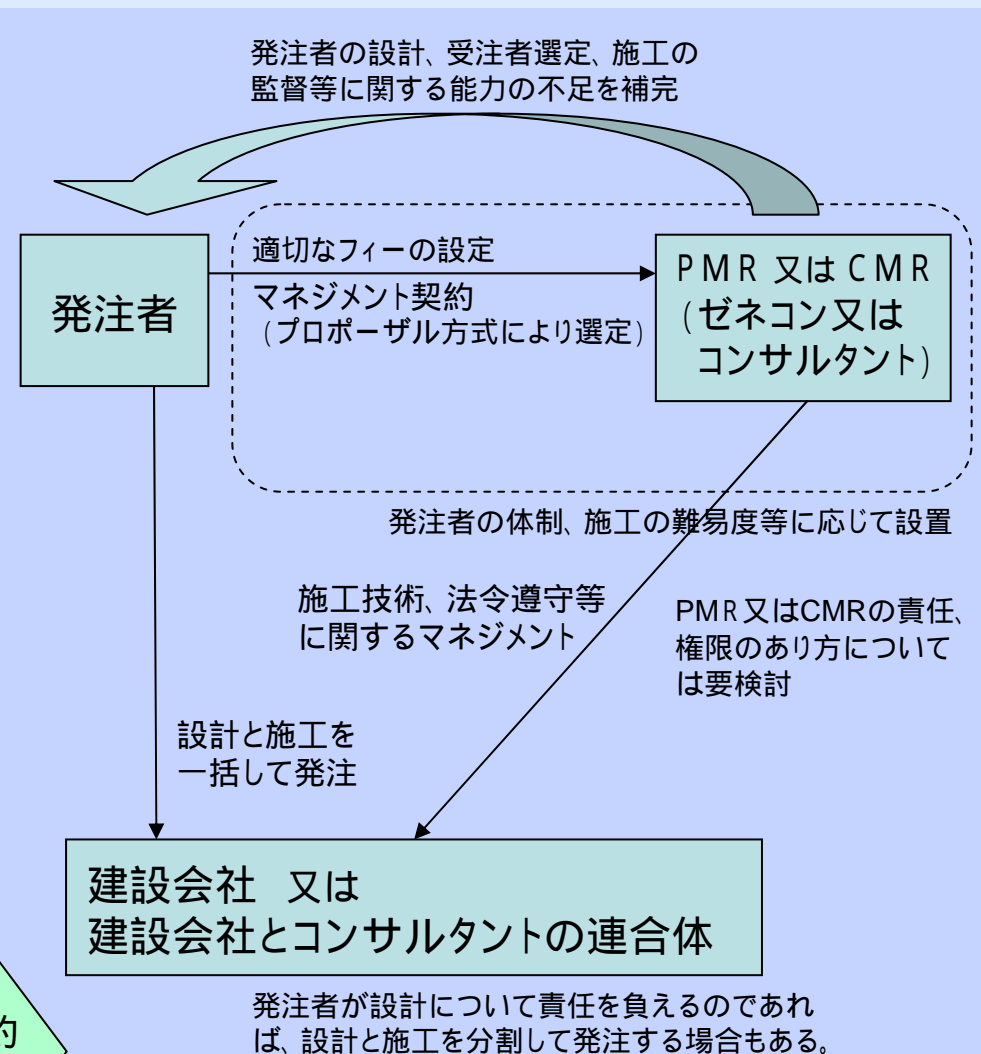 発注者の設計、受注者選定、施工の
監督等に関する能力の不足を補完
発注者
適切なフィーの設定
マネジメント契約
(プロポーザル方式により選定)
PMR 又は CMR
(ゼネコン又は
コンサルタント)
発注者の体制、施工の難易度等に応じて設置
施工技術、法令遵守等
に関するマネジメント
PMR又はCMRの責任、
権限のあり方について
は要検討
設計と施工を
一括して発注
建設会社 又は
建設会社とコンサルタントの連合体
約
発注者が設計について責任を負えるのであれ
ば、設計と施工を分割して発注する場合もある。